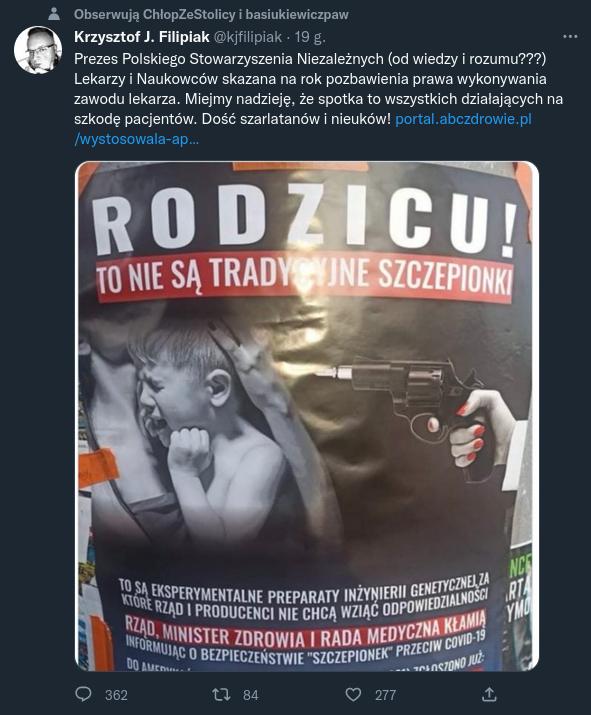 Obserwują ChłopZeStolicy i basiukiewiczpaw
Krzysztof J. Filipiak @kjfilipiak · 19 g.
Prezes Polskiego Stowarzyszenia Niezależnych (od wiedzy i rozumu???)
Lekarzy i Naukowców skazana na rok pozbawienia prawa wykonywania
zawodu lekarza. Miejmy nadzieję, że spotka to wszystkich dzialających na
szkodę pacjentów. Dość szarlatanów i nieuków! portal.abczdrowie.pl
/wystosowala-ap…
RODZICU!
TO NIE SĄ TRADYCYJNE SZCZEPIONKI
TO SĄ EKSPERYMENTALNE PREPARATY INŻYNIERII GENETYCZNEJ, ZA
KTÓRE RZĄD I PRODUCENCI NIE CHCĄ WZIĄĆ ODPOWIEDZIALNOŚCI
RZĄD, MINISTER ZDROWIA I RADA MEDYCZNA KŁAMIĄ
INFORMUJĄC O BEZPIECZEŃSTWIE "SZCZEPIONEK" PRZECIW COVID-19
ZGŁOSZONO JUŻ:
362
84
277